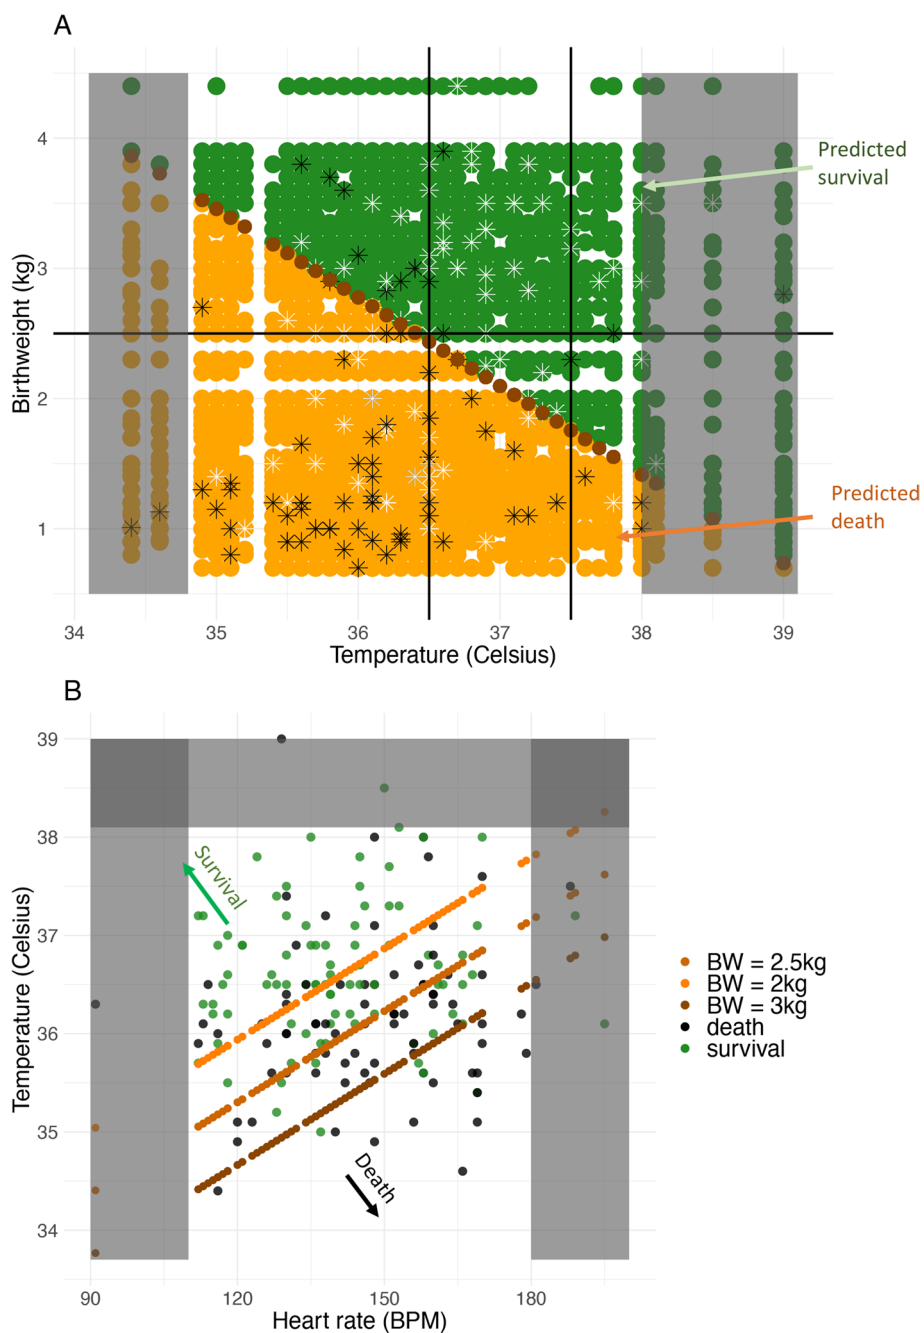 A
Birthweight (kg)
4
3
2
1
Predicted
survival
Predicted
death
34
35
36
37
38
39
Temperature (Celsius)
B
Temperature (Celsius)
39
38
37
36
35
34
Survival
Death
BW = 2.5kg
BW = 2kg
BW = 3kg
death
survival
90
120
150
180
Heart rate (BPM)